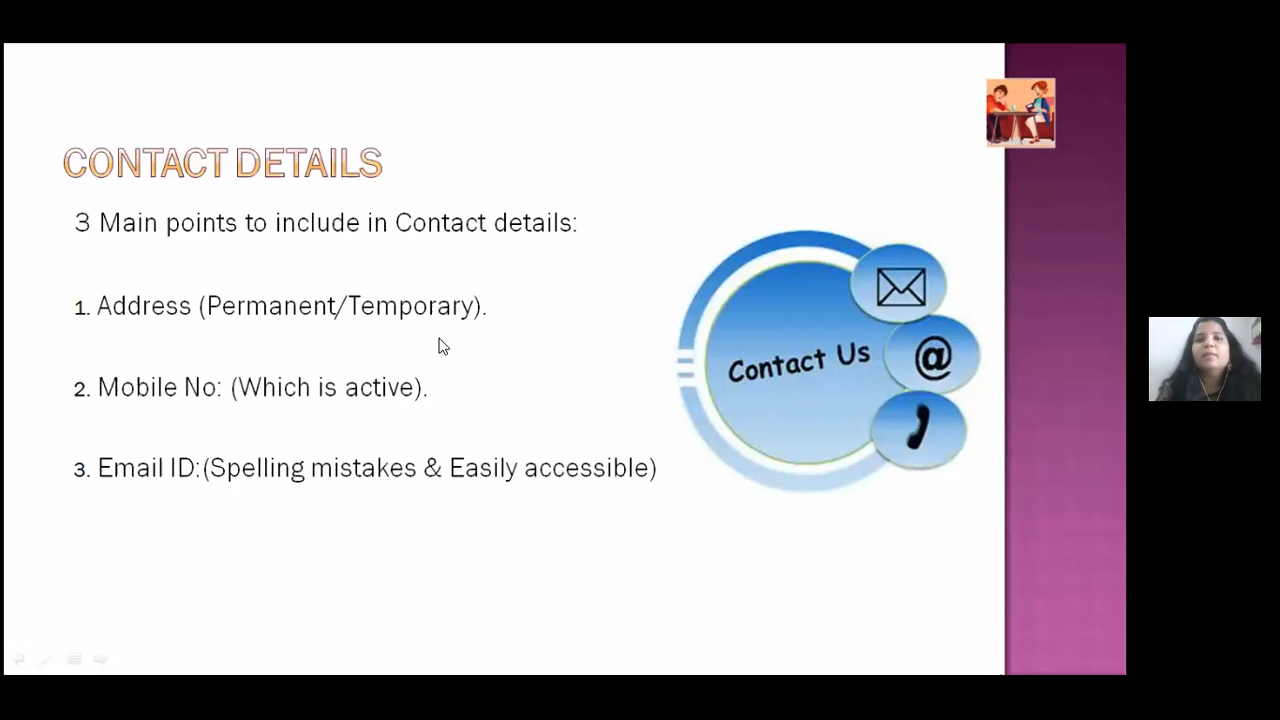 CONTACT DETAILS
3 Main points to include in Contact details:
1. Address (Permanent/Temporary).
2. Mobile No: (Which is active).
3. Email ID:(Spelling mistakes & Easily accessible)
Contact Us
@